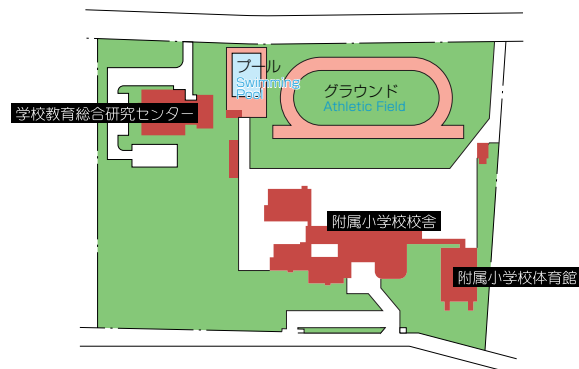 プール
Swimming
Pool
グラウンド
Athletic Field
学校教育総合研究センター
附属小学校校舎
附属小学校体育館